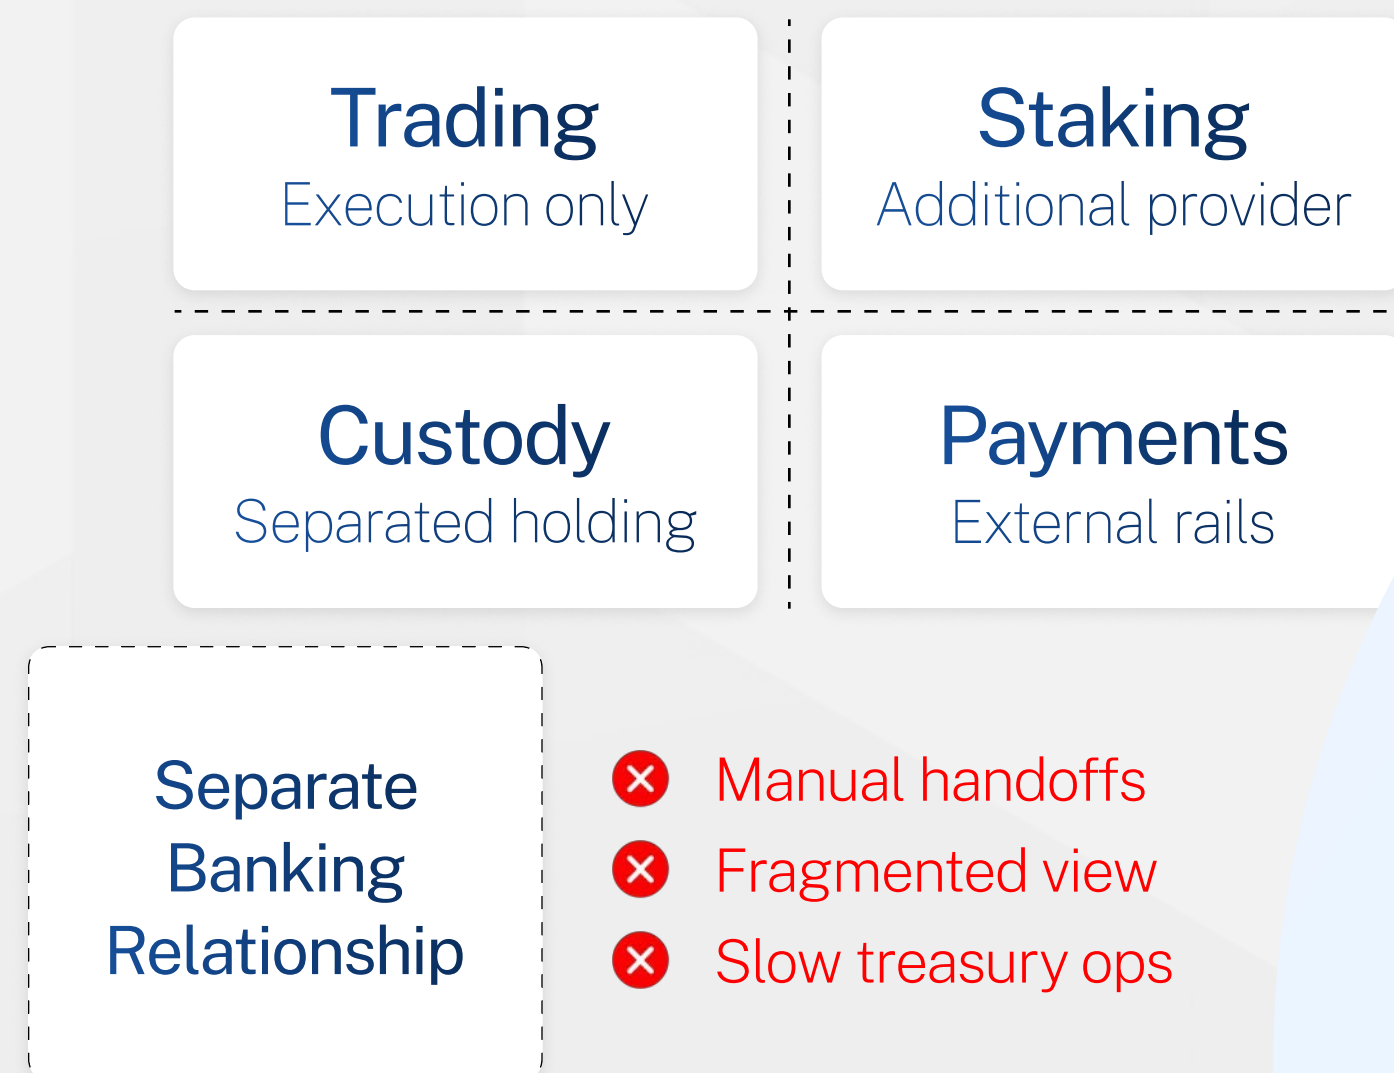 Trading
Execution only
Staking
Additional provider
Custody
Separated holding
Payments
External rails
Separate
Banking
Relationship
Manual handoffs
Fragmented view
Slow treasury ops